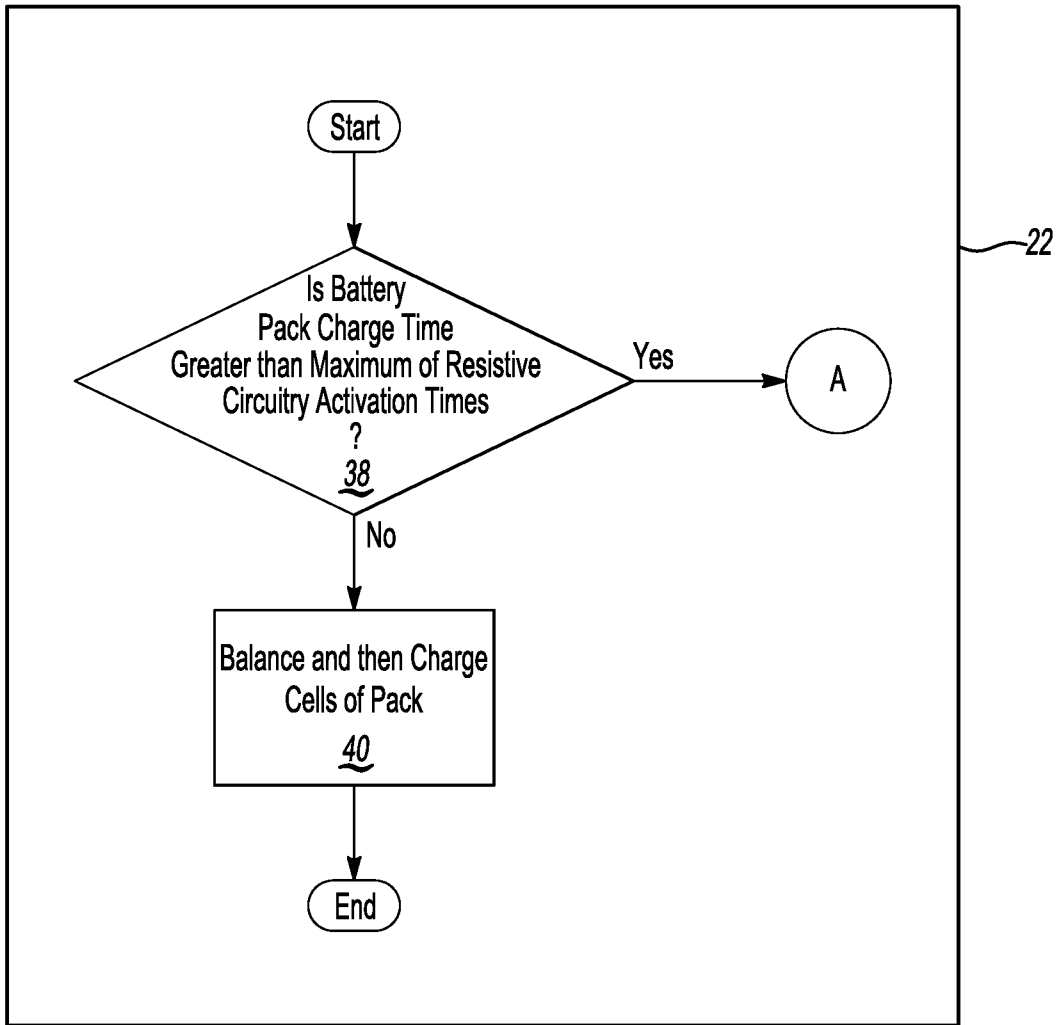 Start
22
Is Battery
Pack Charge Time
Greater than Maximum of Resistive
Circuitry Activation Times
?
38
Yes
A
No
Balance and then Charge
Cells of Pack
40
End